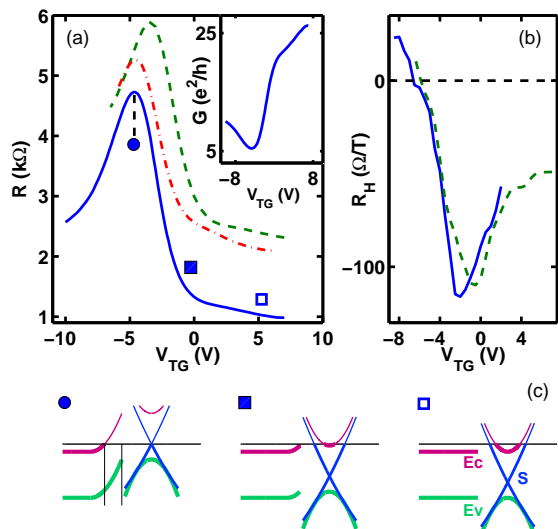 (a)
6
5
4
3
2
1
R (kΩ)
−10
−5
0
5
10
V_TG (V)
25
5
G (e²/h)
−8
8
V_TG (V)
(b)
0
−100
R_H (Ω/T)
−8
−4
0
4
V_TG (V)
(c)
Ec
S
Ev